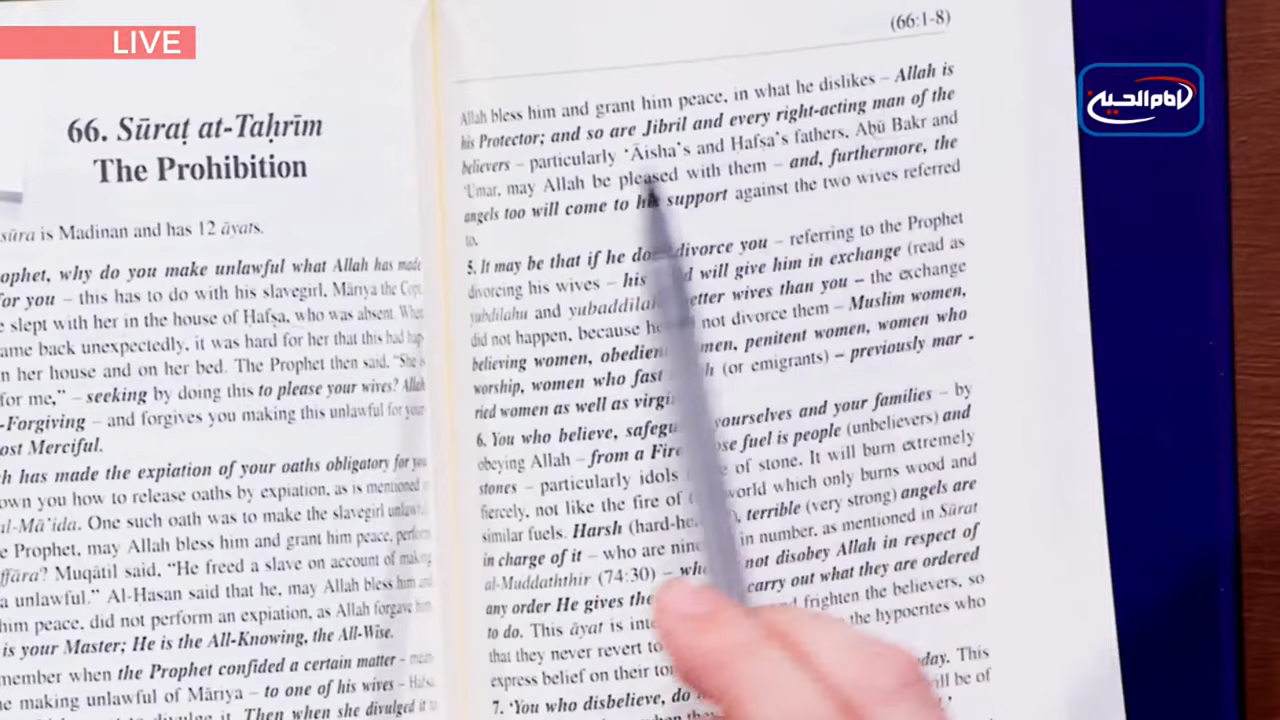 LIVE
امام الحسین
(66:1-8)
66. Sūraṭ at-Taḥrīm
The Prohibition
sūra is Madinan and has 12 āyats.
ophet, why do you make unlawful what Allah has made
for you – this has to do with his slavegirl, Māriya the Copt.
e slept with her in the house of Ḥafṣa, who was absent. When
ame back unexpectedly, it was hard for her that this had hap-
n her house and on her bed. The Prophet then said, “She is
for me,” – seeking by doing this to please your wives? Allah
-Forgiving – and forgives you making this unlawful for your
ost Merciful.
h has made the expiation of your oaths obligatory for you
own you how to release oaths by expiation, as is mentioned
al-Mā’ida. One such oath was to make the slavegirl unlawful
e Prophet, may Allah bless him and grant him peace, perform
ffāra? Muqātil said, “He freed a slave on account of making
a unlawful.” Al-Hasan said that he, may Allah bless him and
him peace, did not perform an expiation, as Allah forgave him
is your Master; He is the All-Knowing, the All-Wise.
member when the Prophet confided a certain matter –
e making unlawful of Māriya – to one of his wives – Hafsa
to divulge it. Then when she divulged it to
Allah bless him and grant him peace, in what he dislikes – Allah is
his Protector; and so are Jibril and every right-acting man of the
believers – particularly ‘Āisha’s and Hafṣa’s fathers, Abū Bakr and
‘Umar, may Allah be pleased with them – and, furthermore, the
angels too will come to his support against the two wives referred
to.
5. It may be that if he does divorce you – referring to the Prophet
divorcing his wives – his will give him in exchange (read as
yubdilahu and yubaddilahu better wives than you – the exchange
did not happen, because he not divorce them – Muslim women,
believing women, obedient women, penitent women, women who
worship, women who fast (or emigrants) – previously mar -
ried women as well as virgi
6. You who believe, safegu yourselves and your families – by
obeying Allah – from a Fire whose fuel is people (unbelievers) and
stones – particularly idols of stone. It will burn extremely
fiercely, not like the fire of world which only burns wood and
similar fuels. Harsh (hard-he ), terrible (very strong) angels are
in charge of it – who are nine in number, as mentioned in Sūrat
al-Muddaththir (74:30) – who not disobey Allah in respect of
any order He gives the carry out what they are ordered
to do. This āyat is inte frighten the believers, so
that they never revert to the hypocrites who
express belief on their to
7. ‘You who disbelieve, do day. This
will be of